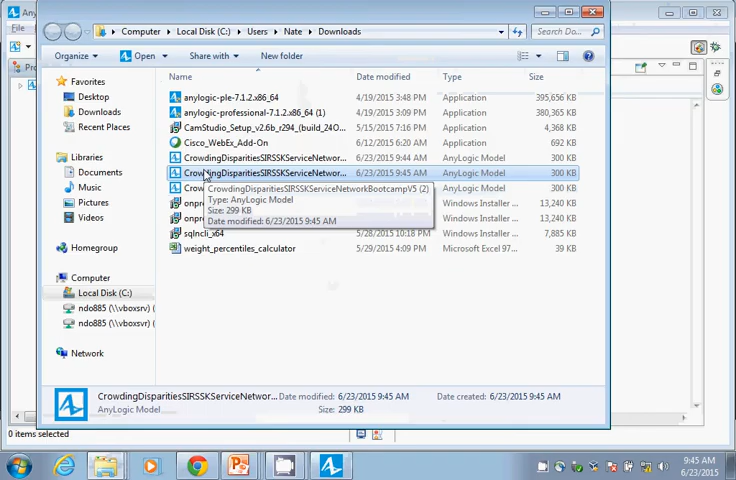 Any
File
Pro
Computer
Local Disk (C:)
Users
Nate
Downloads
Search Do...
Organize
Open
Share with
New folder
Name
Date modified
Type
Size
Favorites
Desktop
Downloads
Recent Places
Libraries
Documents
Music
Pictures
Videos
Homegroup
Computer
Local Disk (C:)
ndo885 (\\vboxsrv) (
ndo885 (\\vboxsvr) (
Network
anylogic-ple-7.1.2.x86_64 4/19/2015 3:48 PM Application 395,656 KB
anylogic-professional-7.1.2.x86_64 (1) 4/19/2015 3:44 PM Application 380,365 KB
CamStudio_Setup_v2.6b_r294_(build_24O... 5/15/2015 7:16 PM Application 4,368 KB
Cisco_WebEx_Add-On 6/12/2015 6:20 AM Application 692 KB
CrowdingDisparitiesSIRSSKServiceNetwor... 6/23/2015 9:44 AM AnyLogic Model 300 KB
CrowdingDisparitiesSIRSSKServiceNetwor... 6/23/2015 9:45 AM AnyLogic Model 300 KB
Crow AnyLogic Model 300 KB
onpr Windows Installer ... 13,240 KB
onpr Windows Installer ... 13,240 KB
sqlncli_x64 5/28/2015 10:18 PM Windows Installer ... 7,885 KB
weight_percentiles_calculator 5/29/2015 4:09 PM Microsoft Excel 97... 39 KB
CrowdingDisparitiesSIRSSKServiceNetworkBootcampV5 (2)
Type: AnyLogic Model
Size: 299 KB
Date modified: 6/23/2015 9:45 AM
CrowdingDisparitiesSIRSSKServiceNetwor... Date modified: 6/23/2015 9:45 AM Date created: 6/23/2015 9:45 AM
AnyLogic Model Size: 299 KB
0 items selected
9:45 AM
6/23/2015